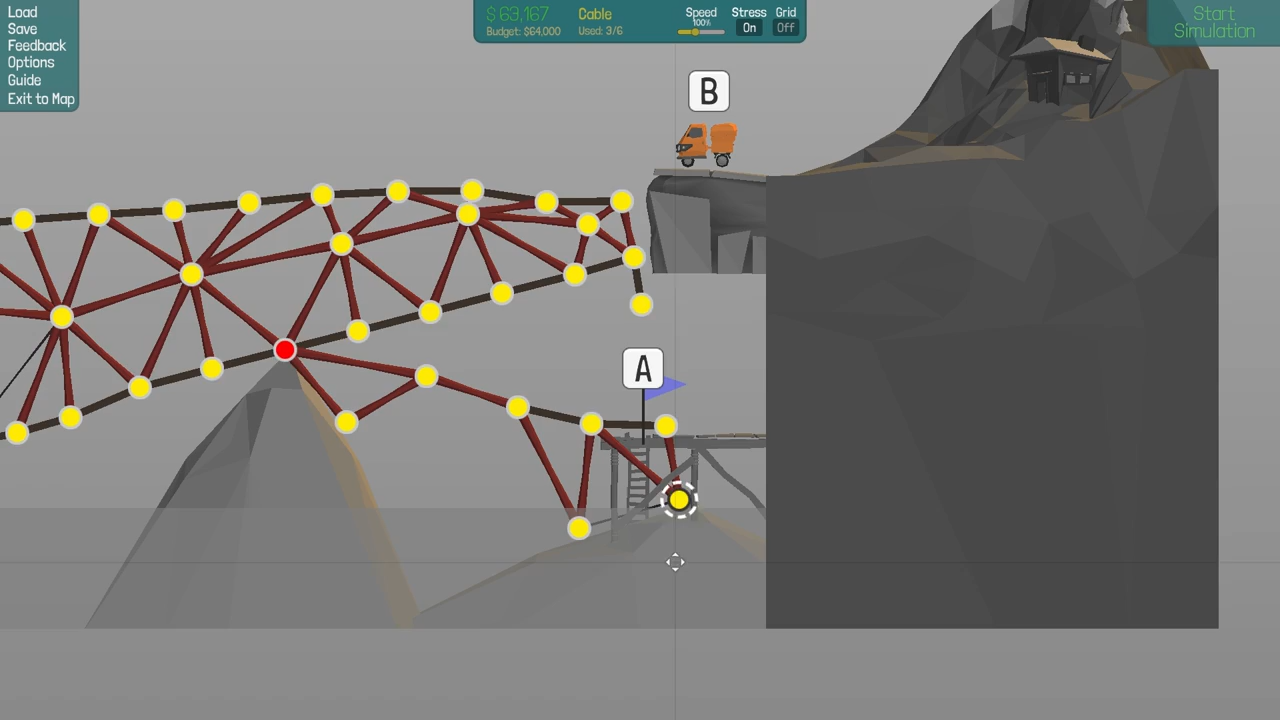 Load
Save
Feedback
Options
Guide
Exit to Map
$ 63,167
Budget: $64,000
Cable
Used: 3/6
Speed
100%
Stress
On
Grid
Off
Start
Simulation
B
A